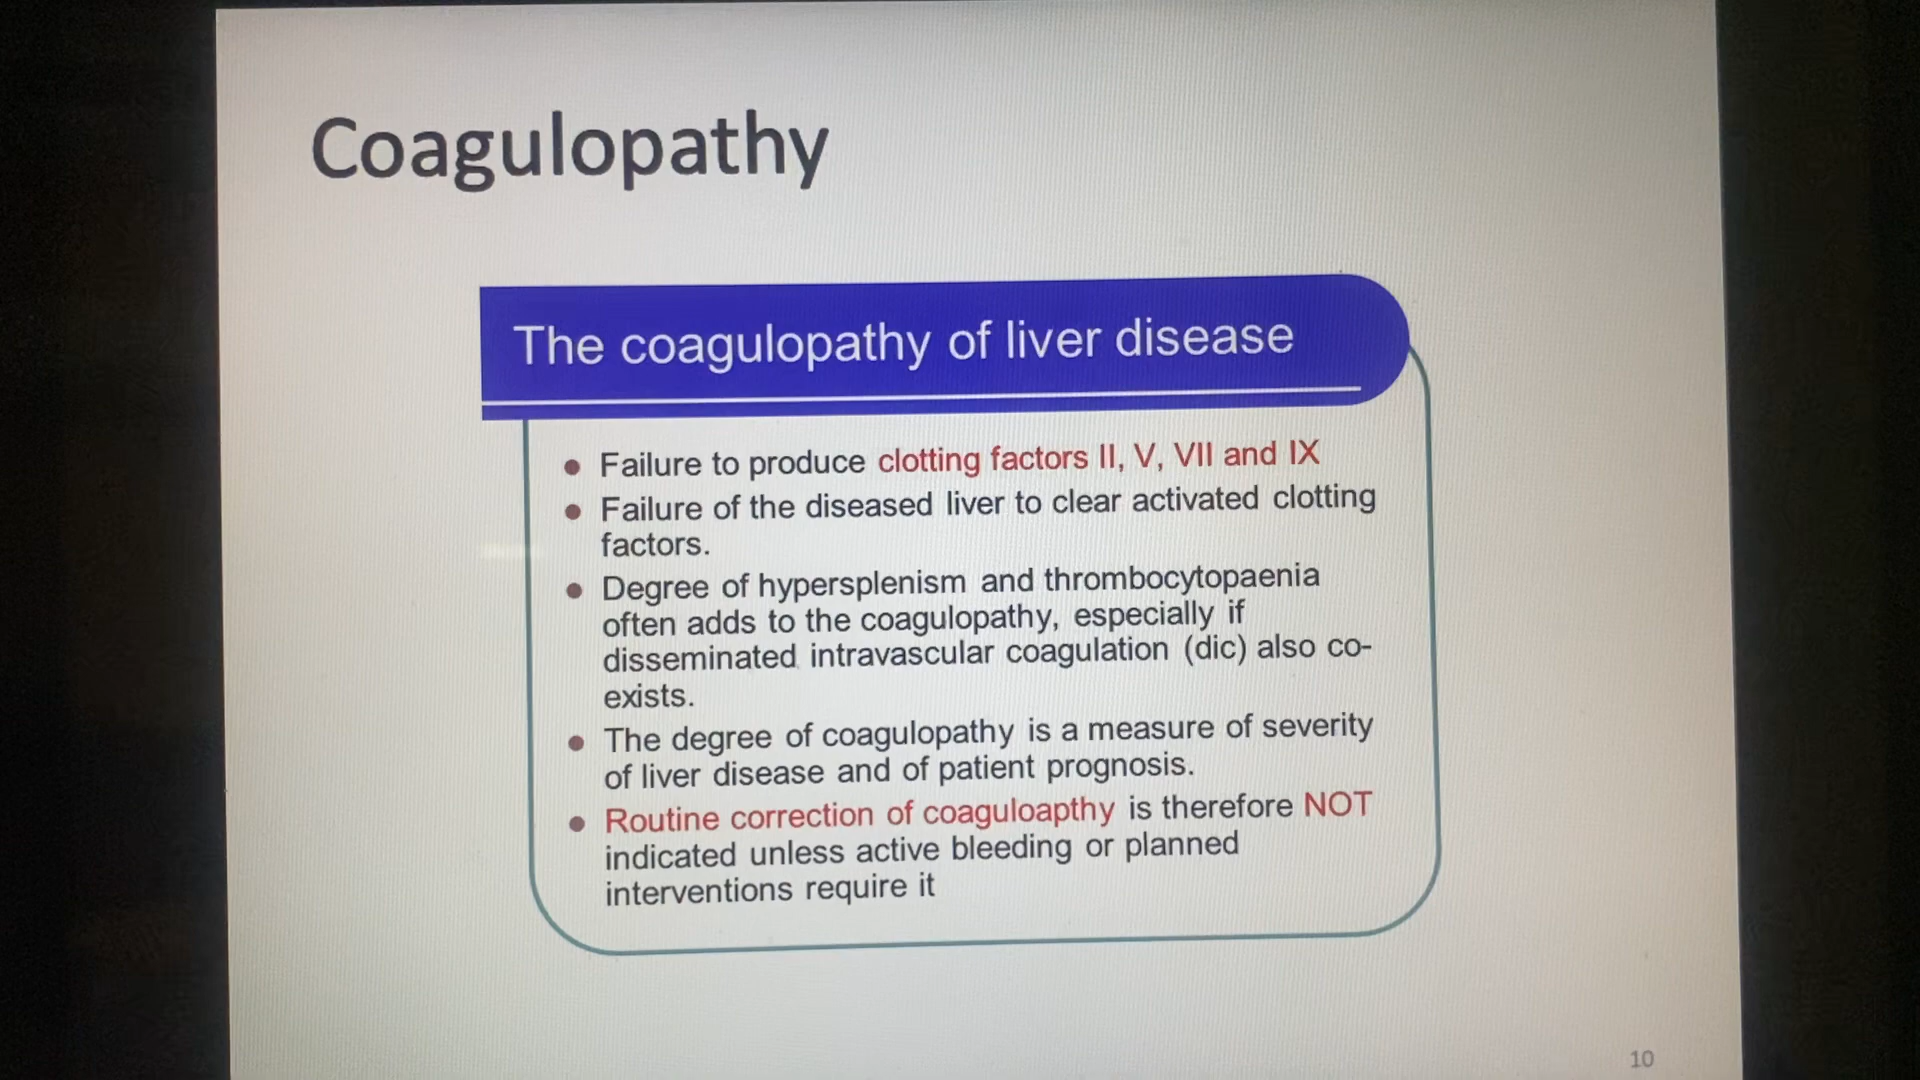 Coagulopathy
The coagulopathy of liver disease
Failure to produce clotting factors II, V, VII and IX
Failure of the diseased liver to clear activated clotting
factors.
Degree of hypersplenism and thrombocytopaenia
often adds to the coagulopathy, especially if
disseminated intravascular coagulation (dic) also co-
exists.
The degree of coagulopathy is a measure of severity
of liver disease and of patient prognosis.
Routine correction of coaguloapthy is therefore NOT
indicated unless active bleeding or planned
interventions require it
10